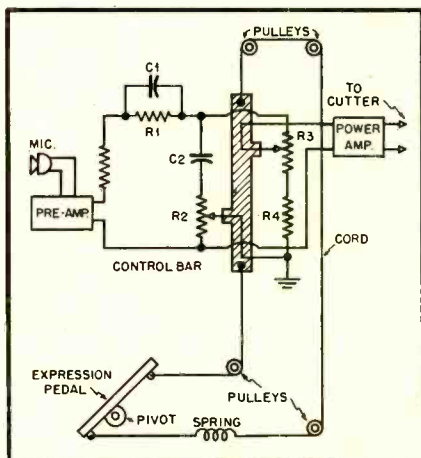 PULLEYS
C1
R1
TO
CUTTER
R3
POWER
AMP.
MIC.
C2
PRE-AMP.
R2
R4
CONTROL BAR
CORD
EXPRESSION
PEDAL
PULLEYS
PIVOT
SPRING